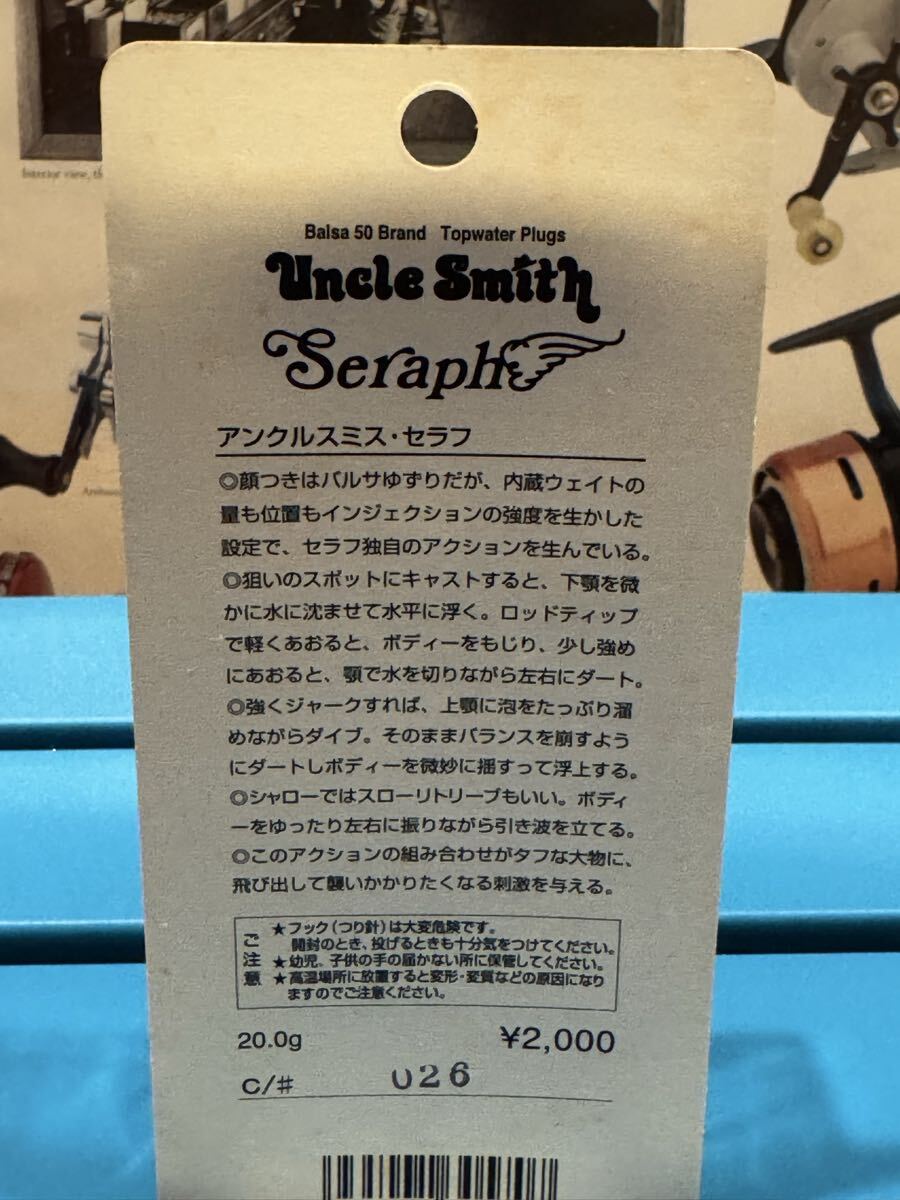 Interior view, th
Balsa 50 Brand Topwater Plugs
Uncle Smith
Seraph
アンクルスミス・セラフ
◎顔つきはバルサゆずりだが、内蔵ウェイトの
量も位置もインジェクションの強度を生かした
設定で、セラフ独自のアクションを生んでいる。
◎狙いのスポットにキャストすると、下顎を微
かに水に沈ませて水平に浮く。ロッドティップ
で軽くあおると、ボディーをもじり、少し強め
にあおると、顎で水を切りながら左右にダート。
◎強くジャークすれば、上顎に泡をたっぷり溜
めながらダイブ。そのままバランスを崩すよう
にダートしボディーを微妙に揺すって浮上する。
◎シャローではスローリトリーブもいい。ボディ
ーをゆったり左右に振りながら引き波を立てる。
◎このアクションの組み合わせがタフな大物に、
飛び出して襲いかかりたくなる刺激を与える。
ご注意
★フック（つり針）は大変危険です。
開封のとき、投げるときも十分気をつけてください。
★幼児、子供の手の届かない所に保管してください。
★高温場所に放置すると変形・変質などの原因になり
ますのでご注意ください。
20.0g ¥2,000
C/# 026